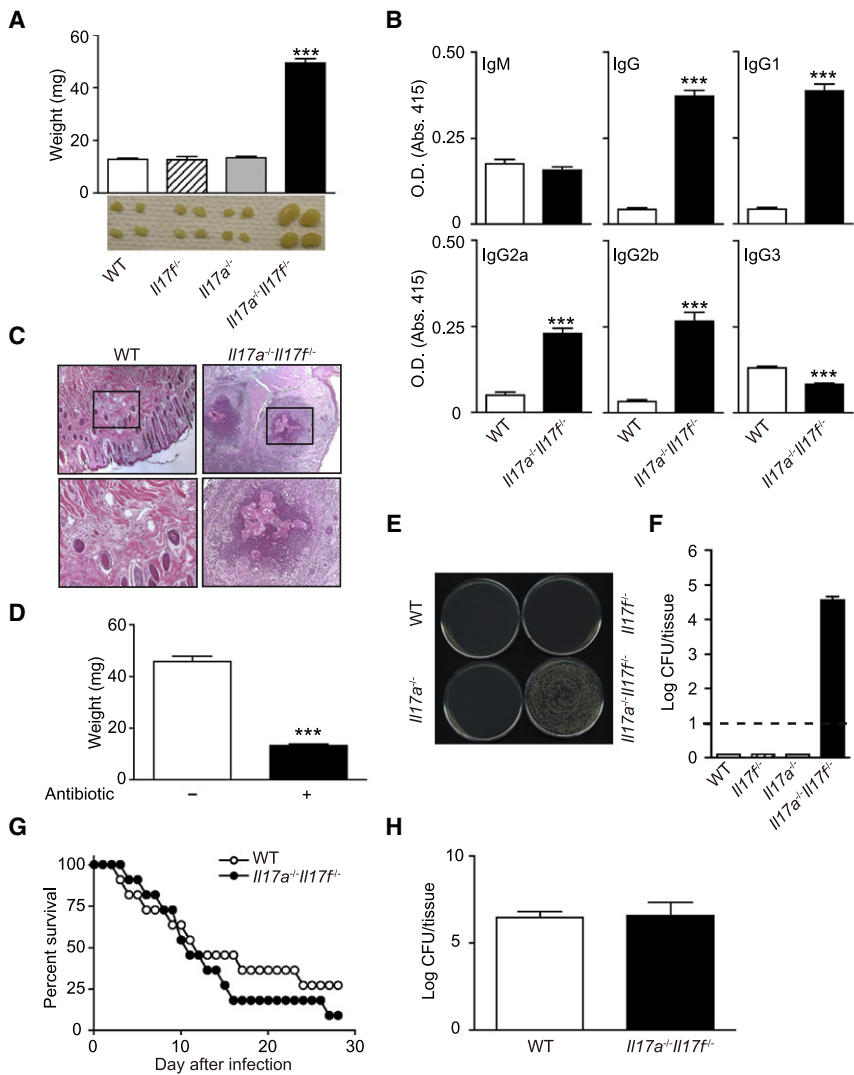 A
60
40
20
0
Weight (mg)
***
WT
Il17f-/-
Il17a-/-
Il17a-/-Il17f-/-
B
0.50
0.25
0
O.D. (Abs. 415)
IgM
IgG
***
IgG1
***
0.50
0.25
0
O.D. (Abs. 415)
IgG2a
***
IgG2b
***
IgG3
***
WT
Il17a-/-Il17f-/-
WT
Il17a-/-Il17f-/-
WT
Il17a-/-Il17f-/-
C
WT
Il17a-/-Il17f-/-
D
60
40
20
0
Weight (mg)
***
Antibiotic
–
+
E
WT
Il17f-/-
Il17a-/-
Il17a-/-Il17f-/-
F
6
5
4
3
2
1
0
Log CFU/tissue
WT
Il17f-/-
Il17a-/-
Il17a-/-Il17f-/-
G
WT
Il17a-/-Il17f-/-
100
75
50
25
0
Percent survival
0 10 20 30
Day after infection
H
10
5
0
Log CFU/tissue
WT
Il17a-/-Il17f-/-